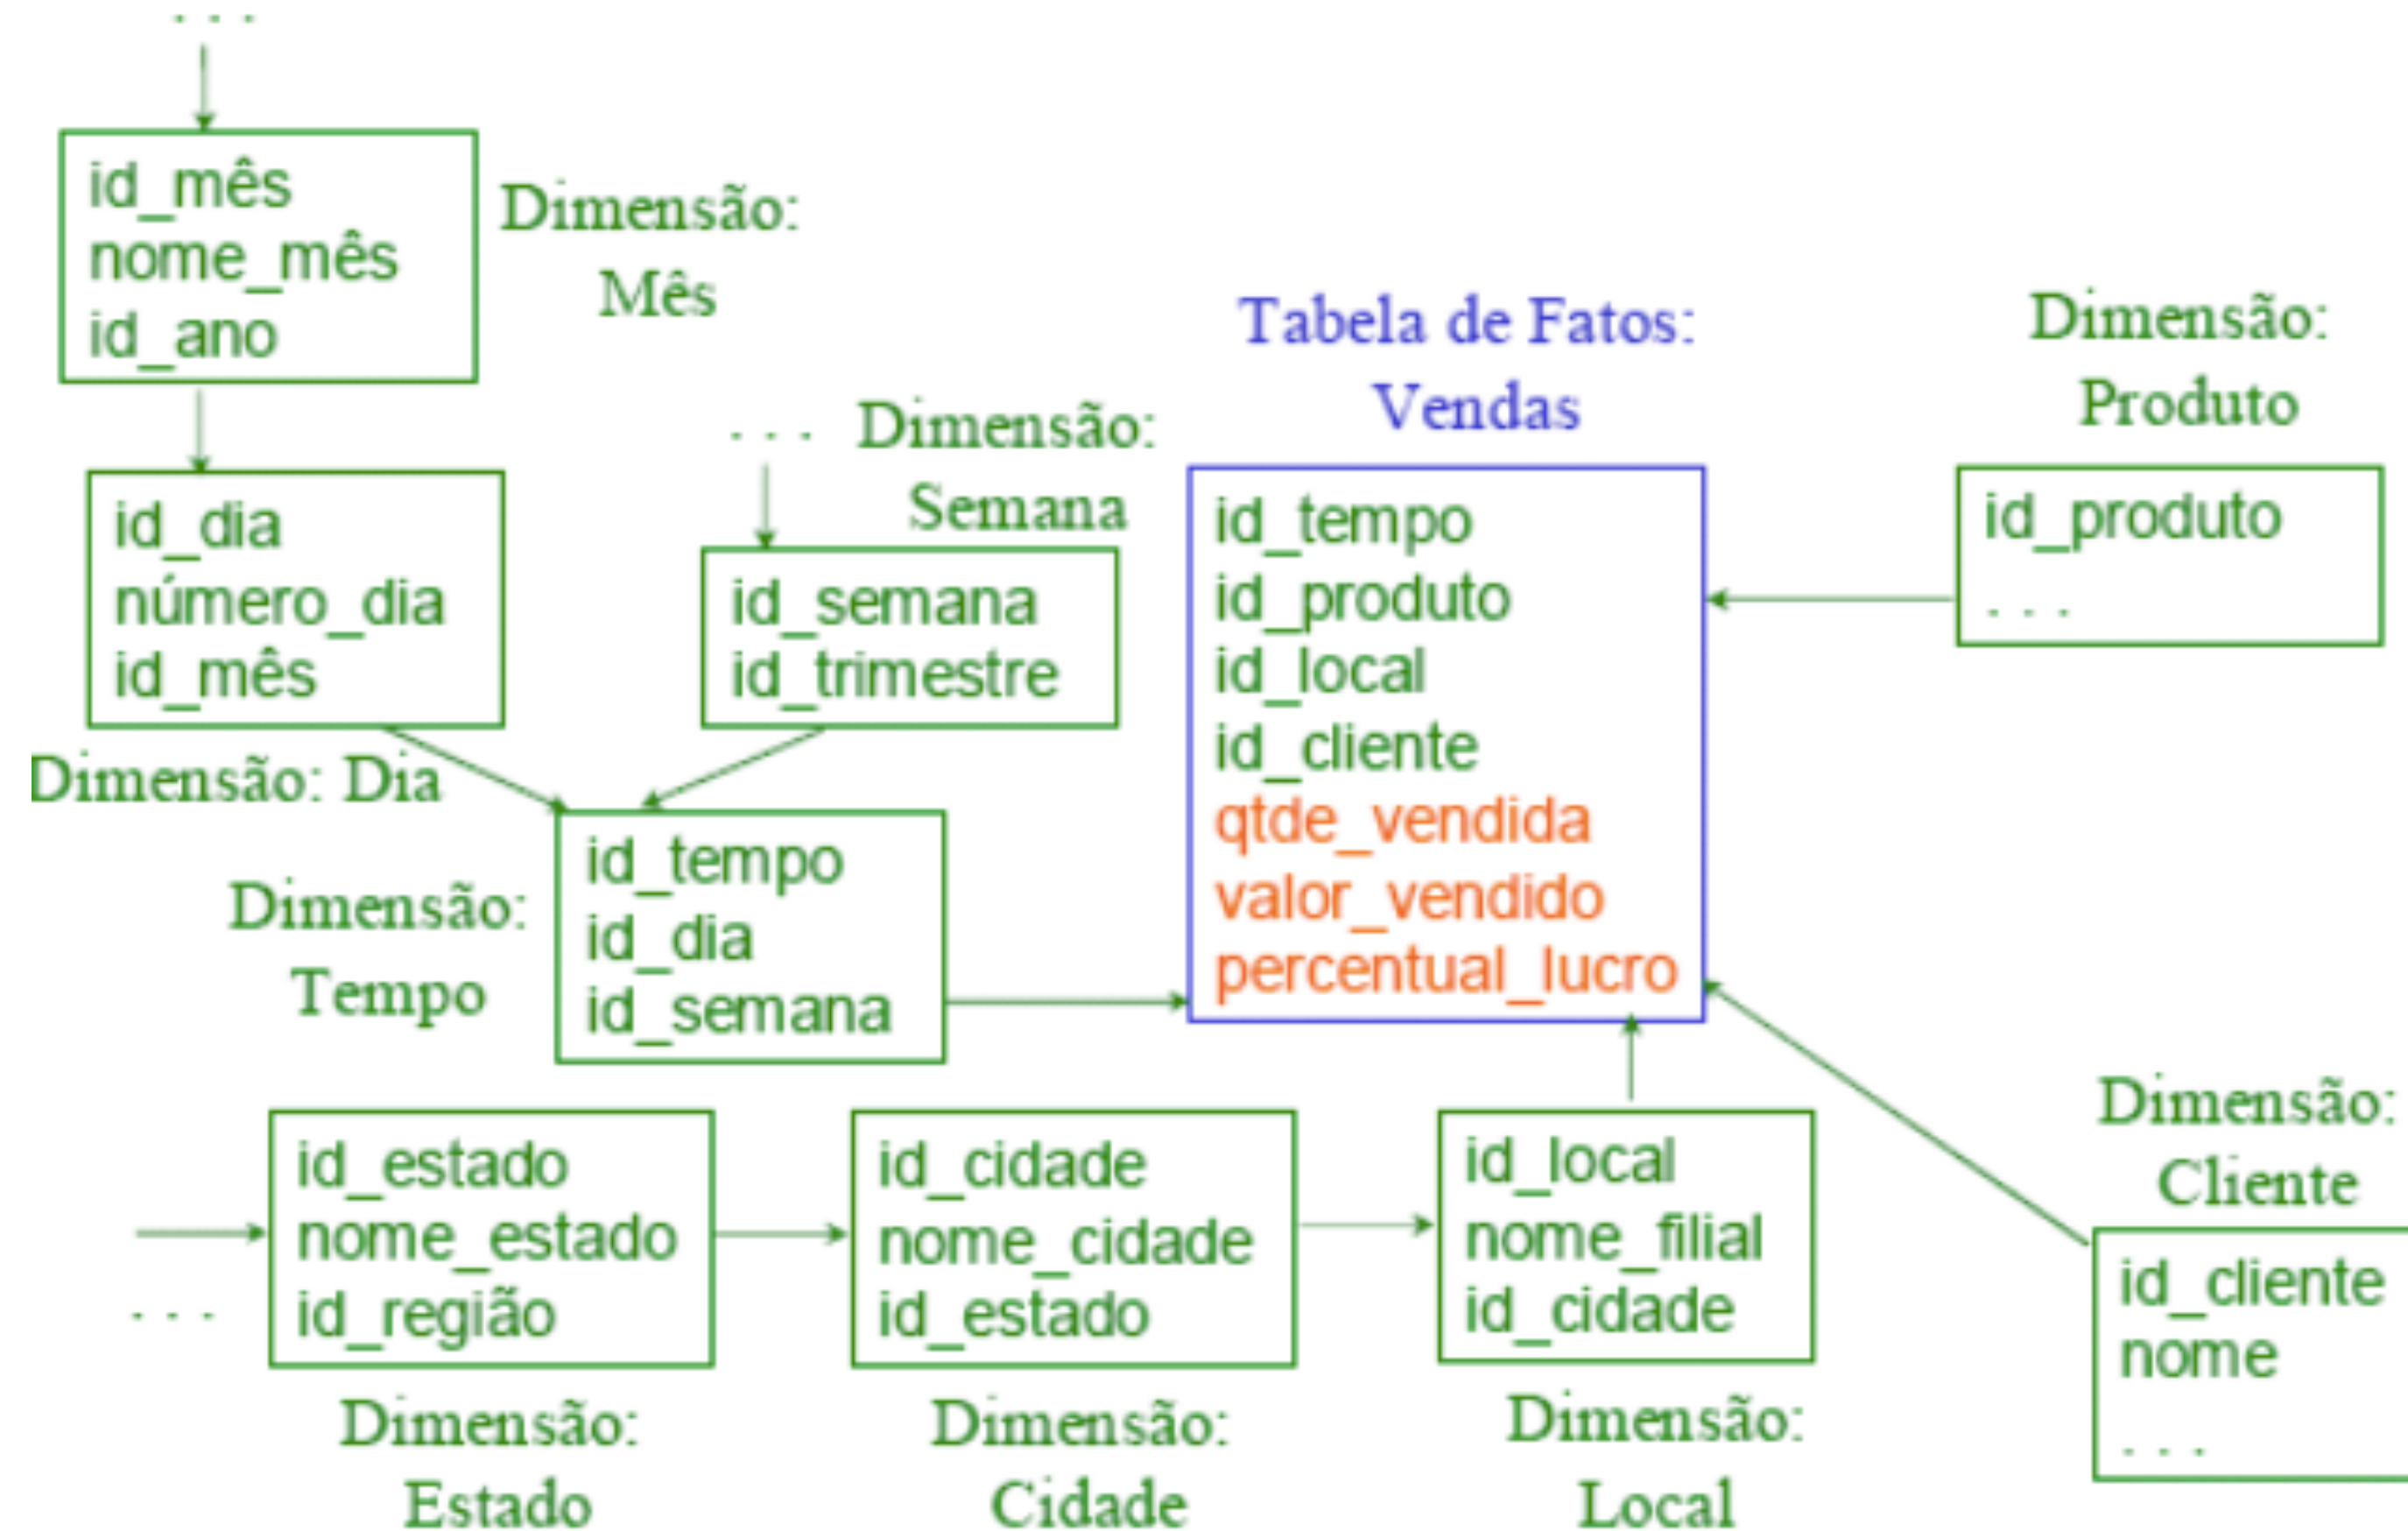 . . .
id_mês
nome_mês
id_ano
Dimensão:
Mês
id_dia
número_dia
id_mês
Dimensão: Dia
. . .
Dimensão:
Semana
id_semana
id_trimestre
Dimensão:
Tempo
id_tempo
id_dia
id_semana
Tabela de Fatos:
Vendas
id_tempo
id_produto
id_local
id_cliente
qtde_vendida
valor_vendido
percentual_lucro
Dimensão:
Produto
id_produto
. . .
. . .
id_estado
nome_estado
id_região
Dimensão:
Estado
id_cidade
nome_cidade
id_estado
Dimensão:
Cidade
id_local
nome_filial
id_cidade
Dimensão:
Local
Dimensão:
Cliente
id_cliente
nome
. . .